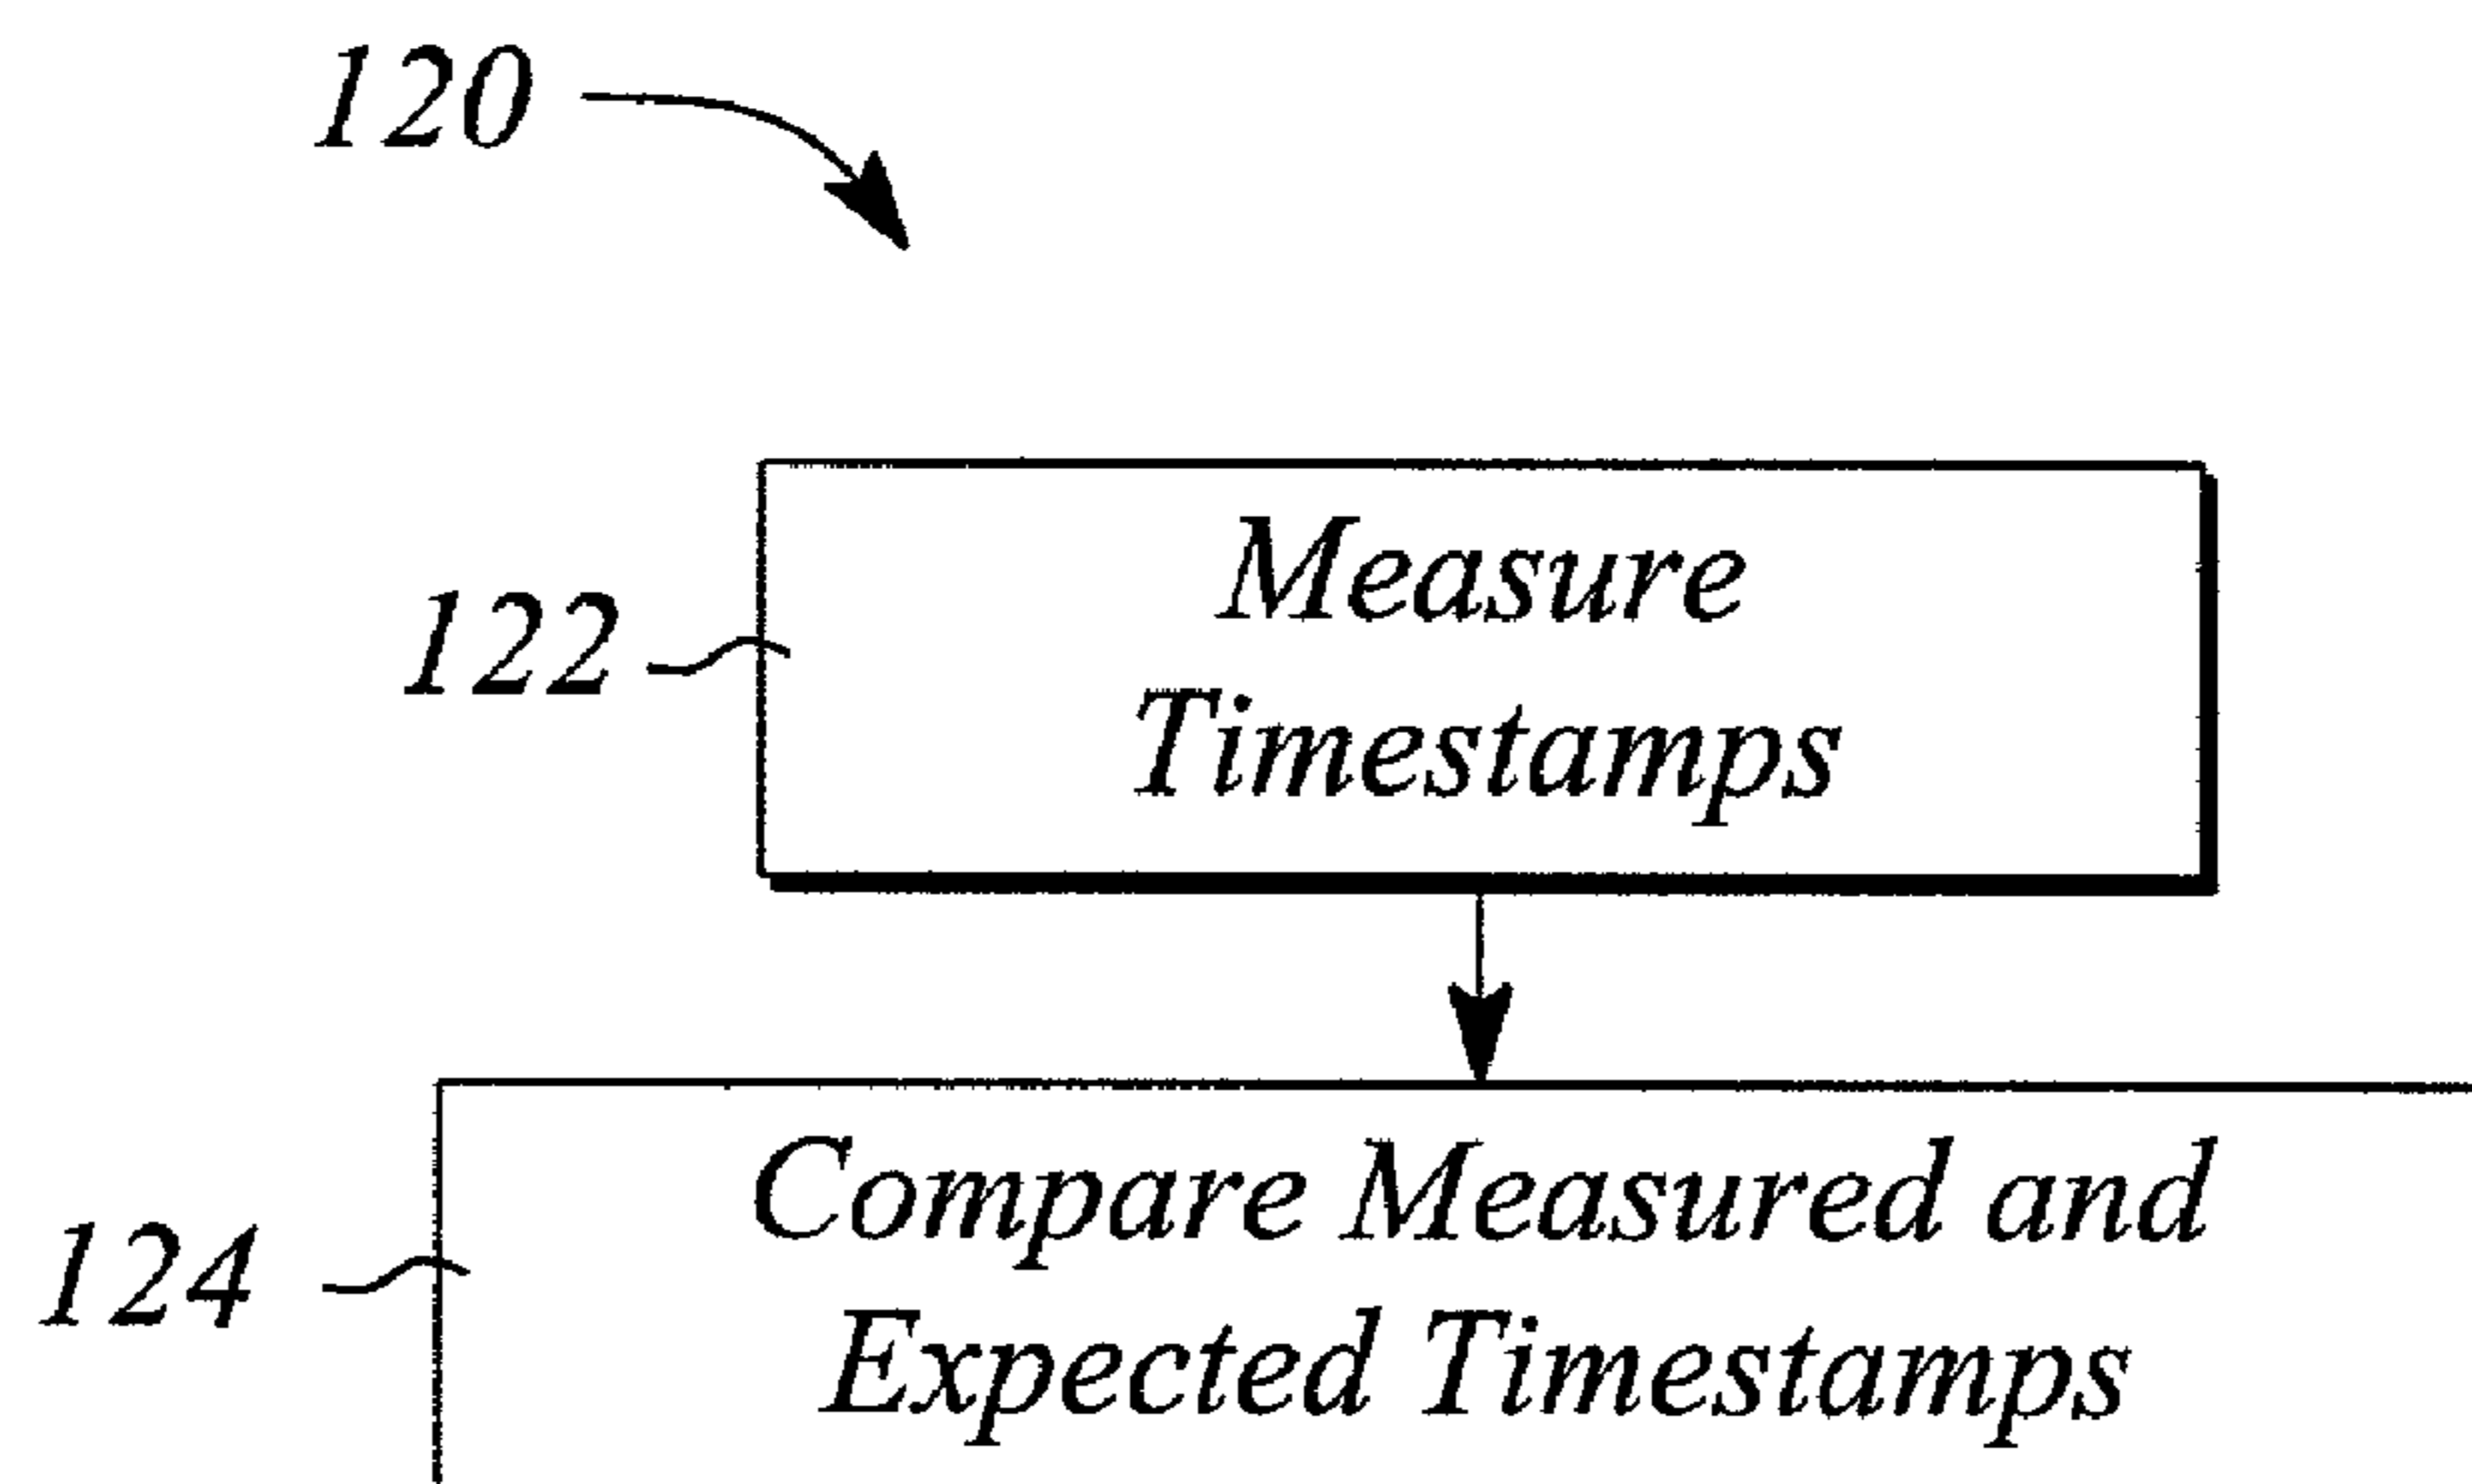 120
122
Measure
Timestamps
124
Compare Measured and
Expected Timestamps